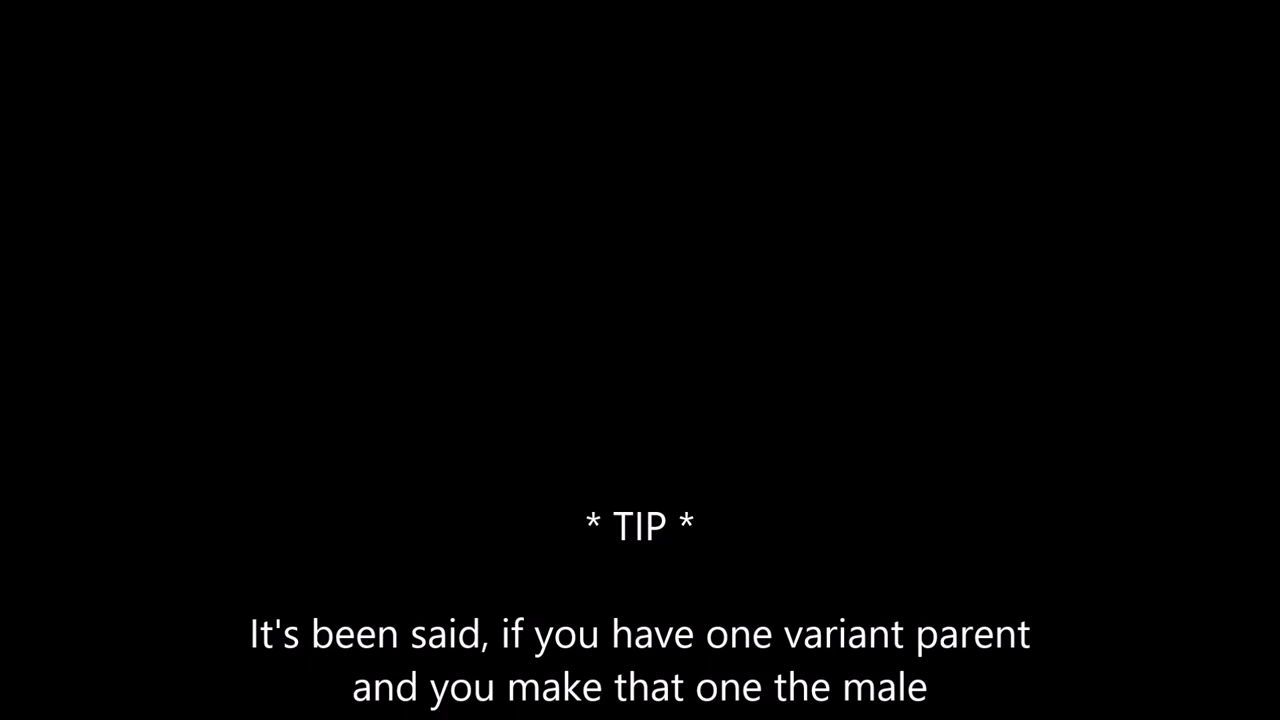 * TIP *
It's been said, if you have one variant parent
and you make that one the male